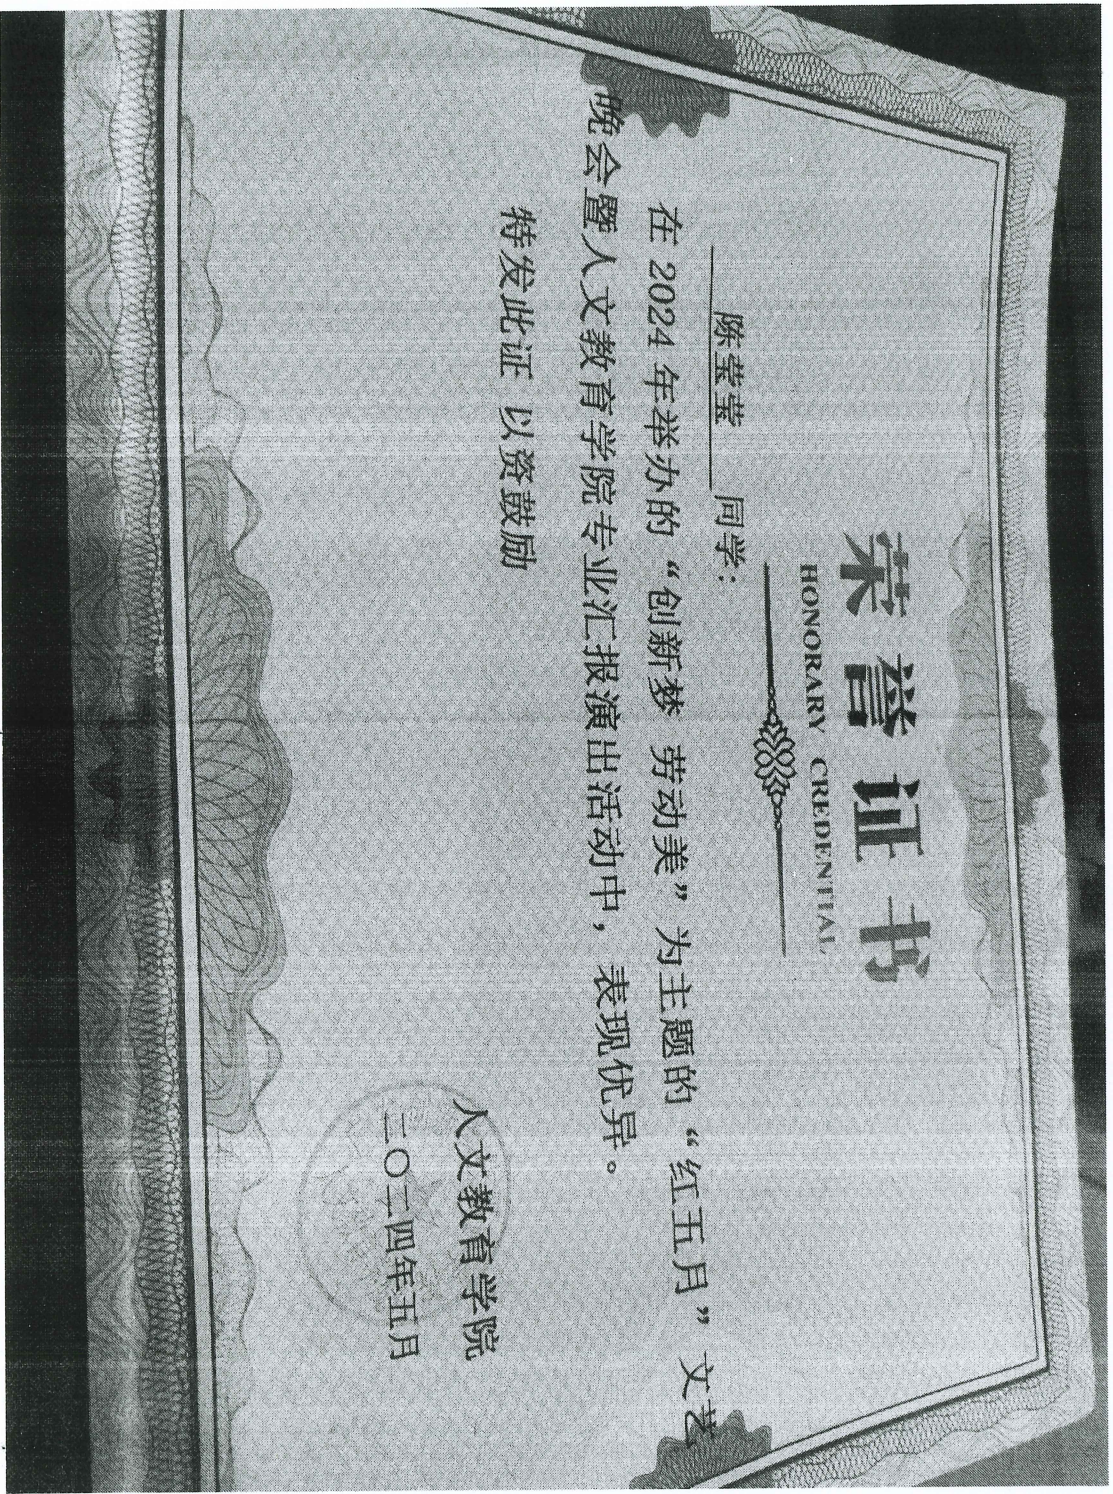 荣誉证书
HONORARY CREDENTIAL
陈莹莹 同学：
在 2024 年举办的 “创新梦 劳动美” 为主题的 “红五月” 文艺
晚会暨人文教育学院专业汇报演出活动中，表现优异。
特发此证 以资鼓励
人文教育学院
二〇二四年五月